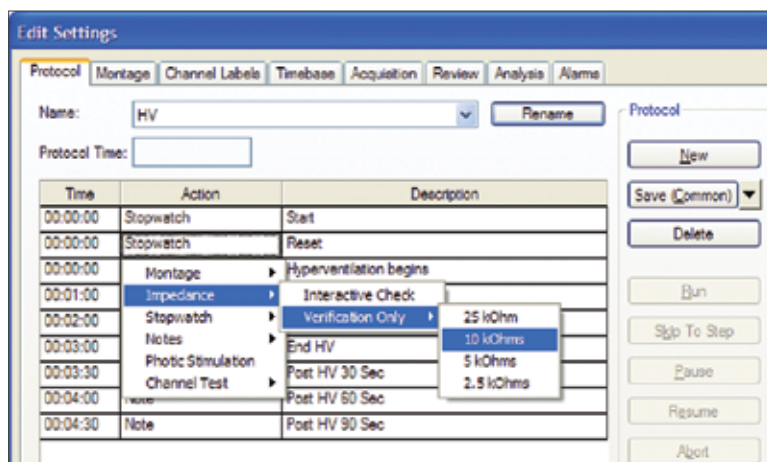 Edit Settings
Protocol Montage Channel Labels Timebase Acquisition Review Analysis Alarms
Name: HV Rename
Protocol Time:
Protocol
New
Save (Common)
Delete
Run
Skip To Step
Pause
Resume
Abort
Time Action Description
00:00:00 Stopwatch Start
00:00:00 Stopwatch Reset
00:00:00 Hyperventilation begins
00:01:00
00:02:00
00:03:00 End HV
00:03:30 Post HV 30 Sec
00:04:00 Note Post HV 60 Sec
00:04:30 Note Post HV 90 Sec
Montage
Impedance
Stopwatch
Notes
Photic Stimulation
Channel Test
Interactive Check
Verification Only
25 kOhm
10 kOhms
5 kOhms
2.5 kOhms